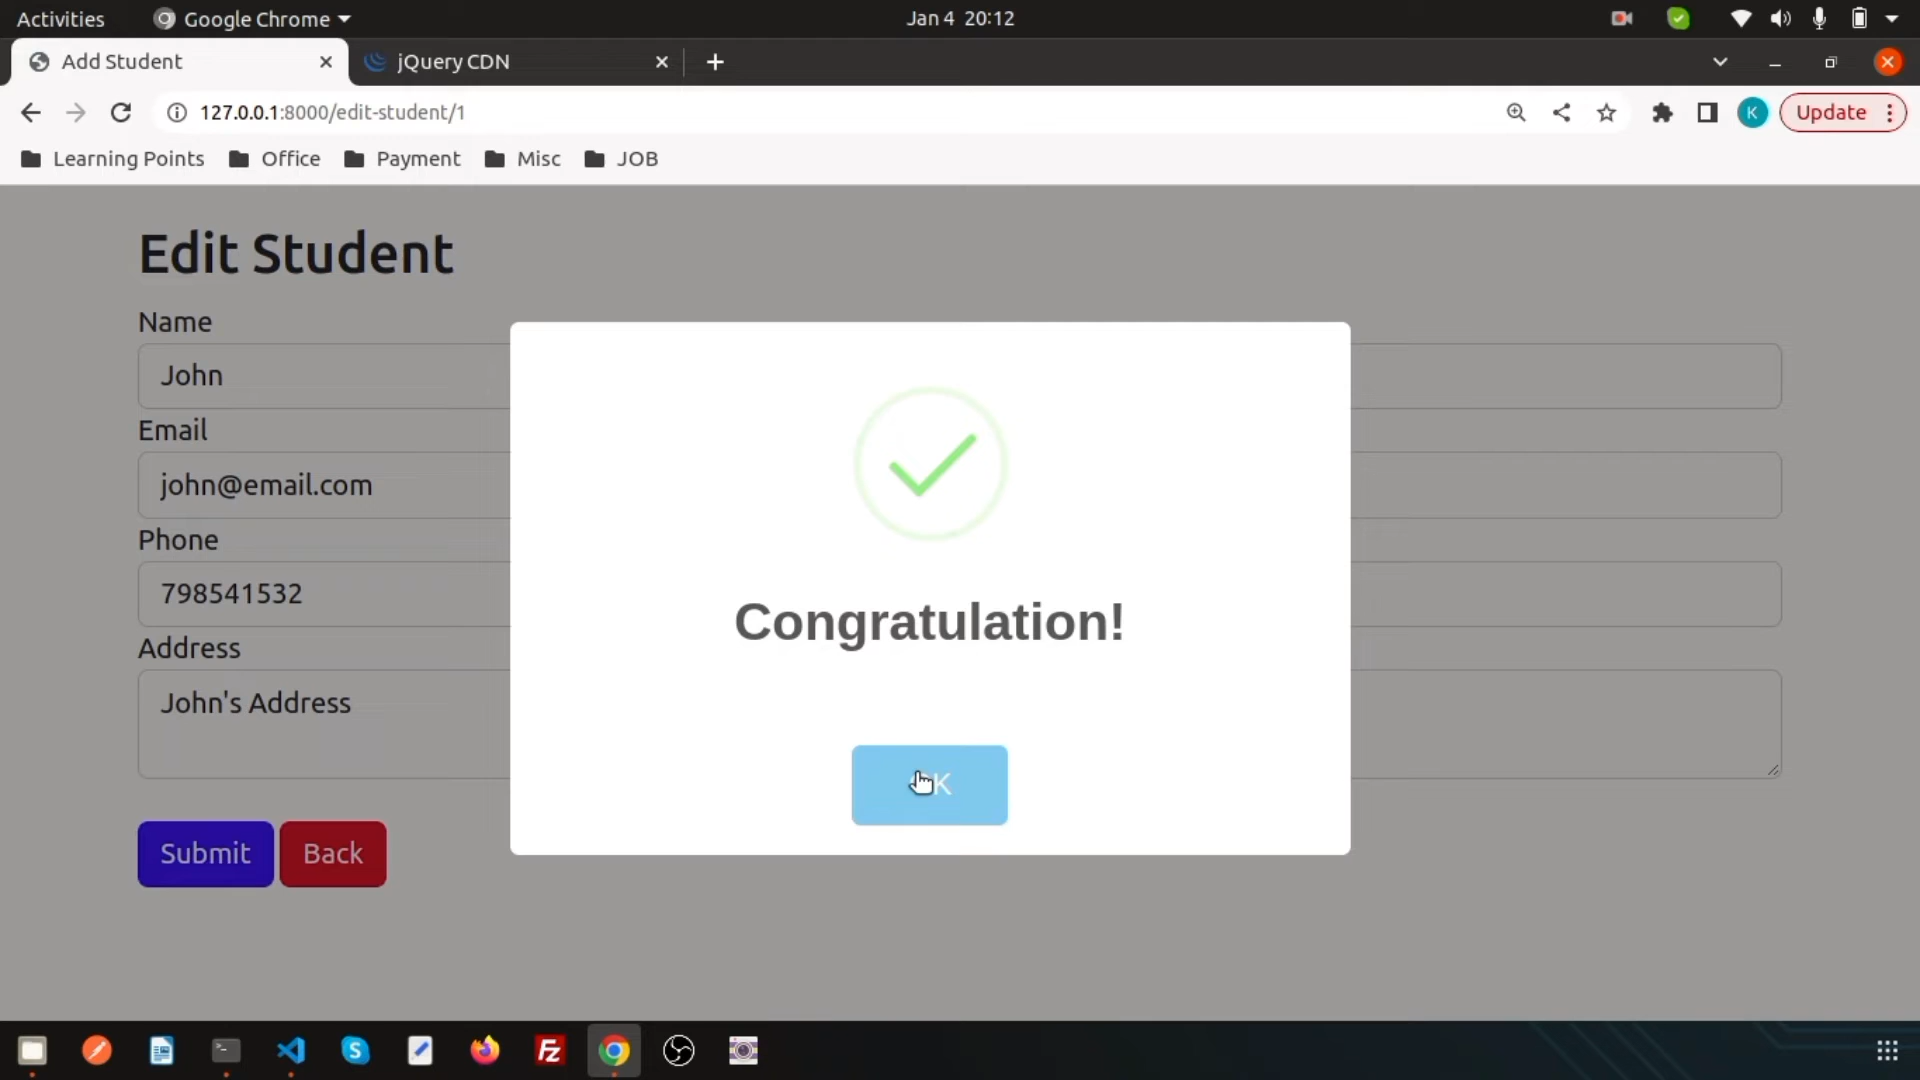 Activities Google Chrome Jan 4 20:12
Add Student jQuery CDN
127.0.0.1:8000/edit-student/1 K Update
Learning Points Office Payment Misc JOB
Edit Student
Name
John
Email
john@email.com
Phone
798541532
Address
John's Address
Congratulation!
Submit Back